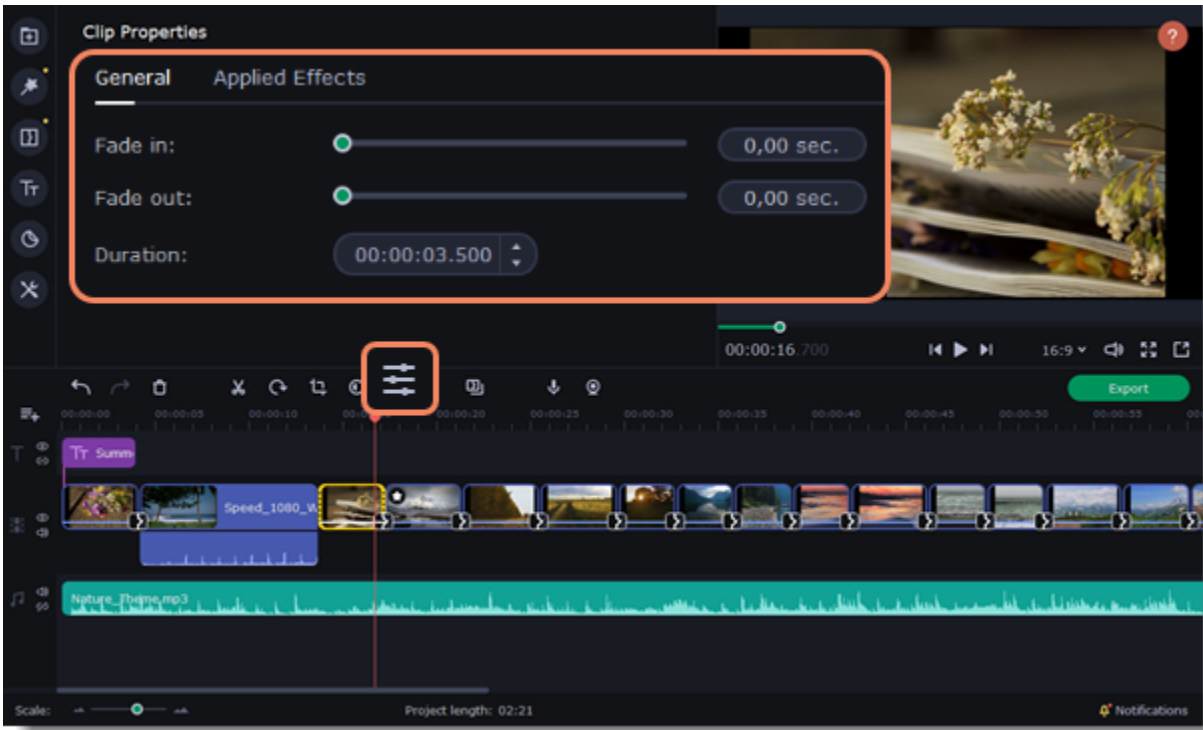 Clip Properties
?
General Applied Effects
Fade in: 0,00 sec.
Fade out: 0,00 sec.
Duration: 00:00:03.500
00:00:16.700 16:9
Export
00:00:00 00:00:05 00:00:10 00:00:20 00:00:25 00:00:30 00:00:35 00:00:40 00:00:45 00:00:50 00:00:55
Tт Summ
Speed_1080_W
Nature_Theme.mp3
Scale: Project length: 02:21 Notifications